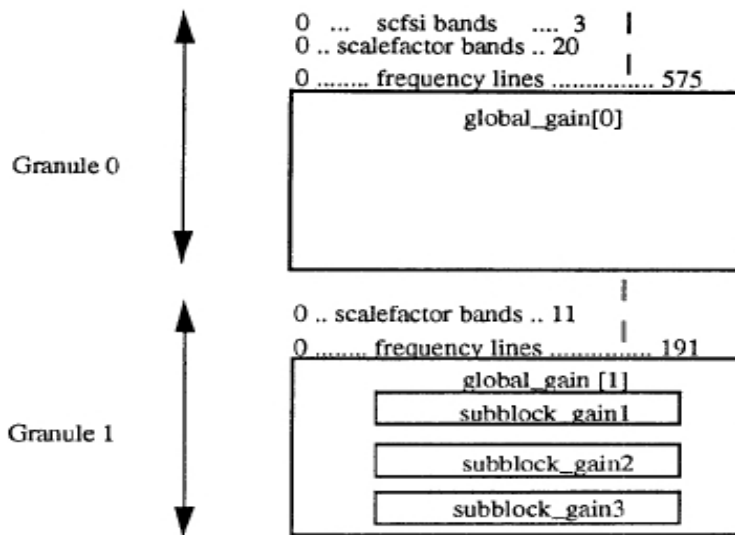 0 ... scfsi bands .... 3
0 .. scalefactor bands .. 20
0 ........ frequency lines ............... 575
global_gain[0]
Granule 0
0 .. scalefactor bands .. 11
0 ........ frequency lines ............... 191
global_gain [1]
subblock_gain1
Granule 1
subblock_gain2
subblock_gain3